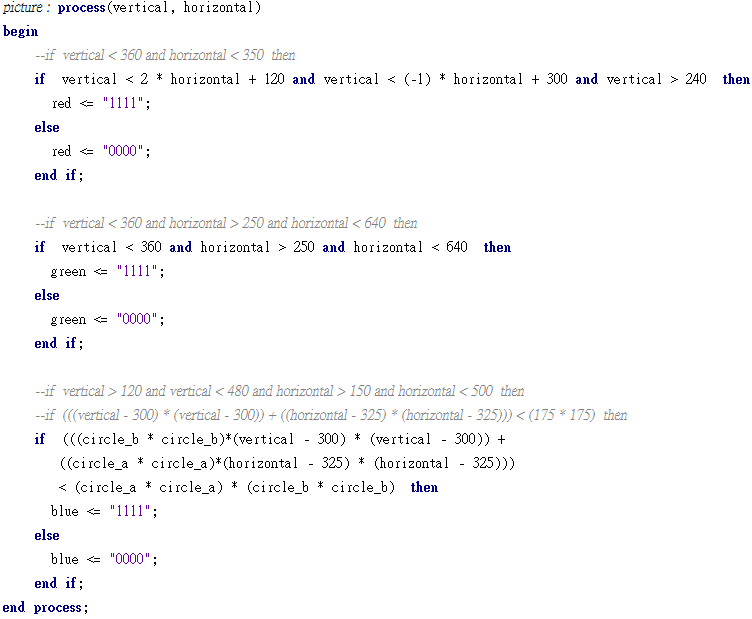 picture: process(vertical, horizontal)
begin
--if vertical < 360 and horizontal < 350 then
if vertical < 2 * horizontal + 120 and vertical < (-1) * horizontal + 300 and vertical > 240 then
red <= "1111";
else
red <= "0000";
end if;
--if vertical < 360 and horizontal > 250 and horizontal < 640 then
if vertical < 360 and horizontal > 250 and horizontal < 640 then
green <= "1111";
else
green <= "0000";
end if;
--if vertical > 120 and vertical < 480 and horizontal > 150 and horizontal < 500 then
--if (((vertical - 300) * (vertical - 300)) + ((horizontal - 325) * (horizontal - 325))) < (175 * 175) then
if (((circle_b * circle_b)*(vertical - 300) * (vertical - 300)) +
((circle_a * circle_a)*(horizontal - 325) * (horizontal - 325)))
< (circle_a * circle_a) * (circle_b * circle_b) then
blue <= "1111";
else
blue <= "0000";
end if;
end process;